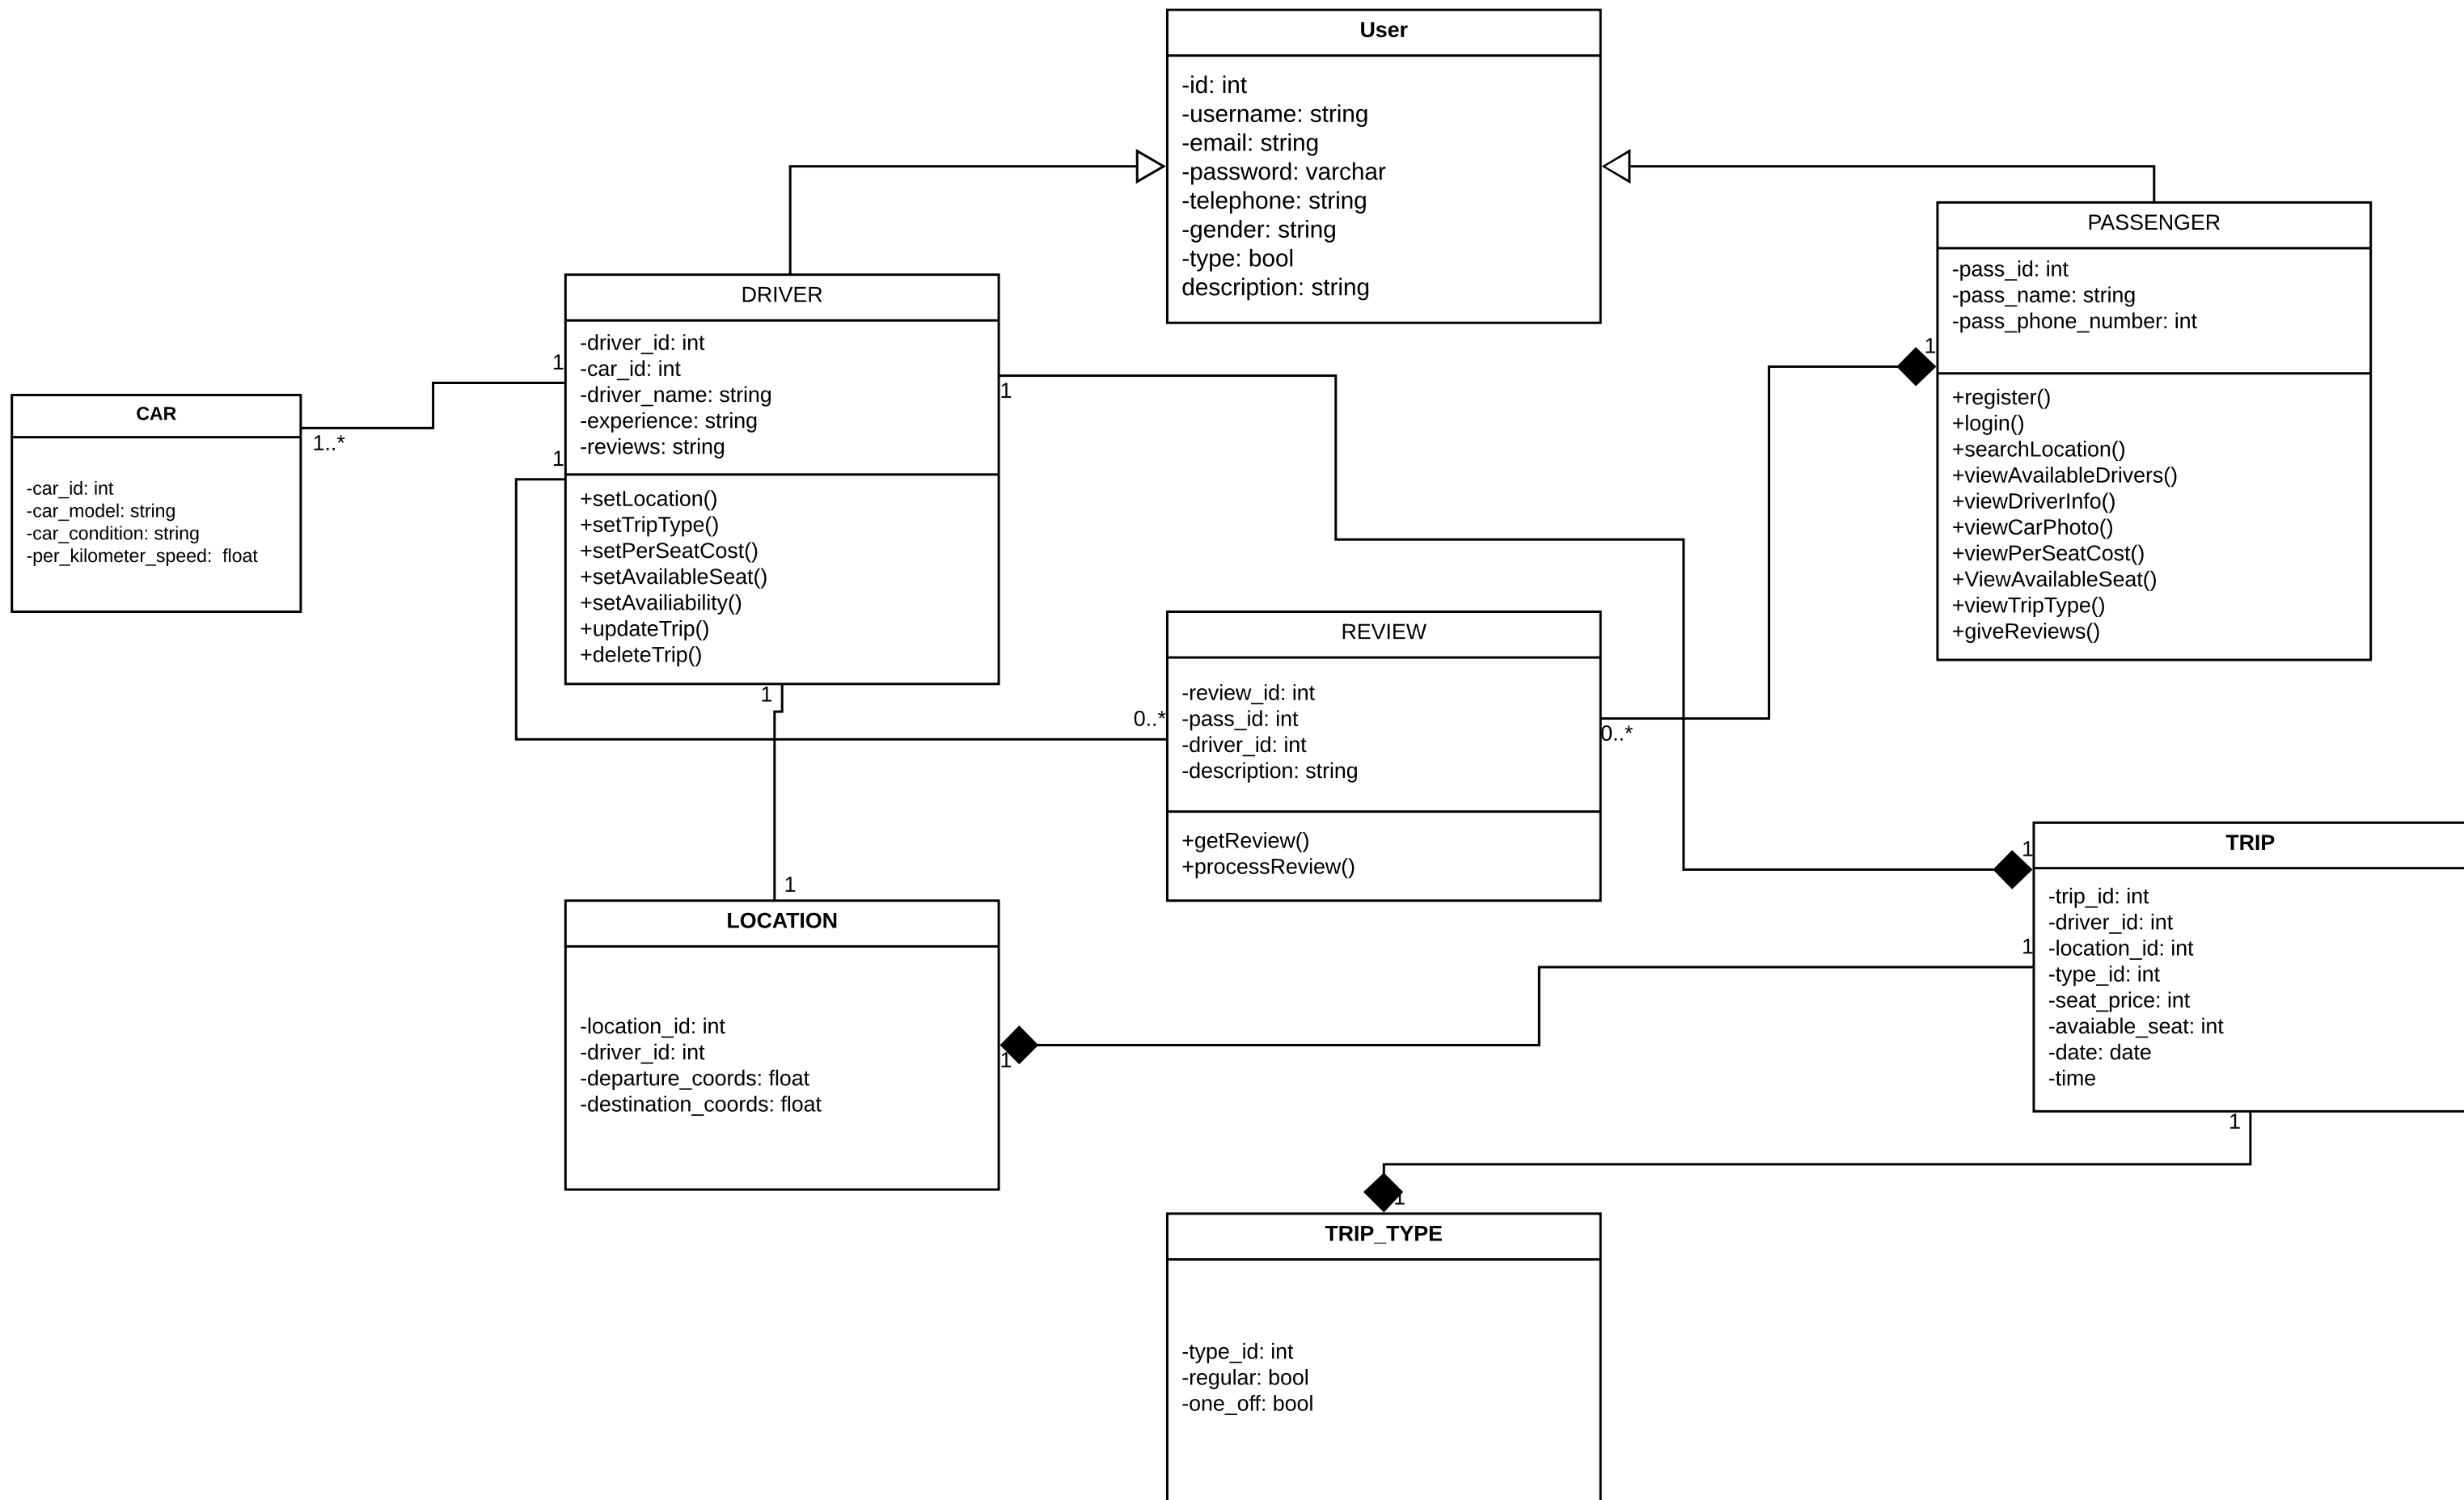 User
-id: int
-username: string
-email: string
-password: varchar
-telephone: string
-gender: string
-type: bool
description: string
PASSENGER
-pass_id: int
-pass_name: string
-pass_phone_number: int
1
+register()
+login()
+searchLocation()
+viewAvailableDrivers()
+viewDriverInfo()
+viewCarPhoto()
+viewPerSeatCost()
+ViewAvailableSeat()
+viewTripType()
+giveReviews()
DRIVER
-driver_id: int
-car_id: int
-driver_name: string
-experience: string
-reviews: string
1
1
1
+setLocation()
+setTripType()
+setPerSeatCost()
+setAvailableSeat()
+setAvailiability()
+updateTrip()
+deleteTrip()
1
CAR
1..*
-car_id: int
-car_model: string
-car_condition: string
-per_kilometer_speed:  float
REVIEW
-review_id: int
-pass_id: int
-driver_id: int
-description: string
0..*
0..*
+getReview()
+processReview()
1
LOCATION
-location_id: int
-driver_id: int
-departure_coords: float
-destination_coords: float
1
1
TRIP
-trip_id: int
-driver_id: int
-location_id: int
-type_id: int
-seat_price: int
-avaiable_seat: int
-date: date
-time
1
1
1
TRIP_TYPE
-type_id: int
-regular: bool
-one_off: bool